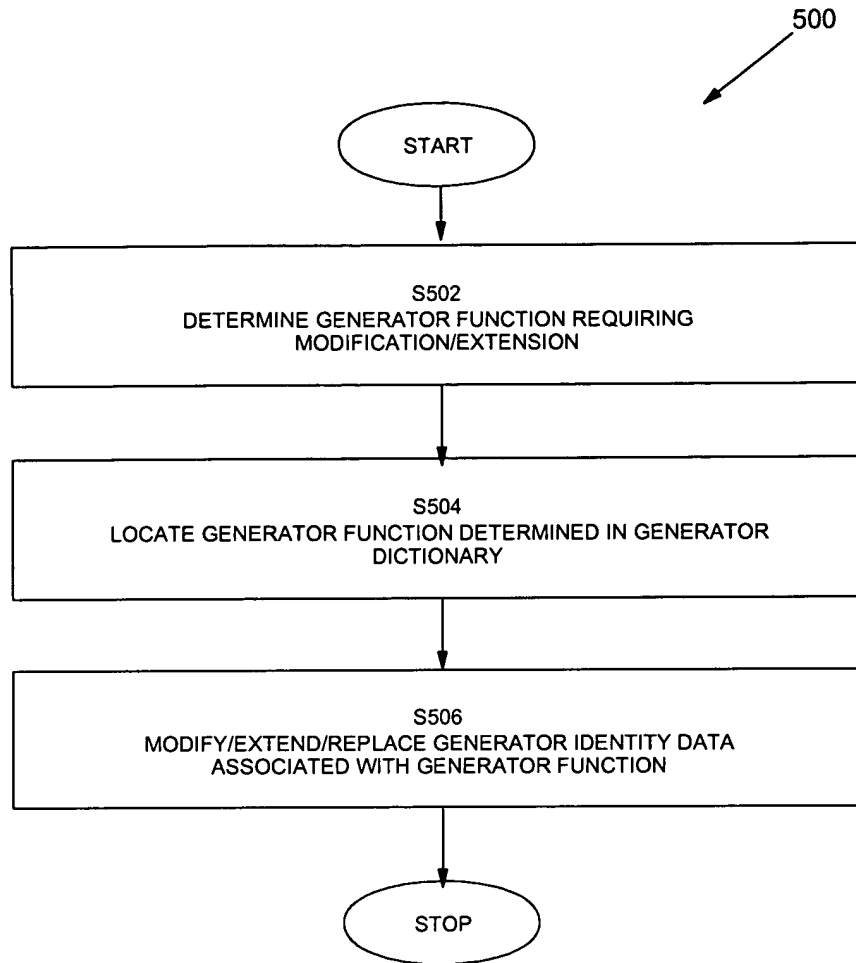 500
START
S502
DETERMINE GENERATOR FUNCTION REQUIRING
MODIFICATION/EXTENSION
S504
LOCATE GENERATOR FUNCTION DETERMINED IN GENERATOR
DICTIONARY
S506
MODIFY/EXTEND/REPLACE GENERATOR IDENTITY DATA
ASSOCIATED WITH GENERATOR FUNCTION
STOP